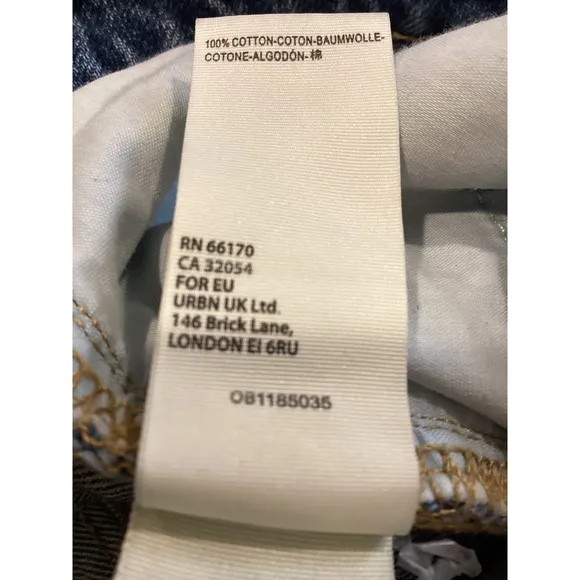 100% COTTON-COTON-BAUMWOLLE-
COTONE-ALGODÓN-棉
RN 66170
CA 32054
FOR EU
URBN UK Ltd.
146 Brick Lane,
LONDON EI 6RU
OB1185035